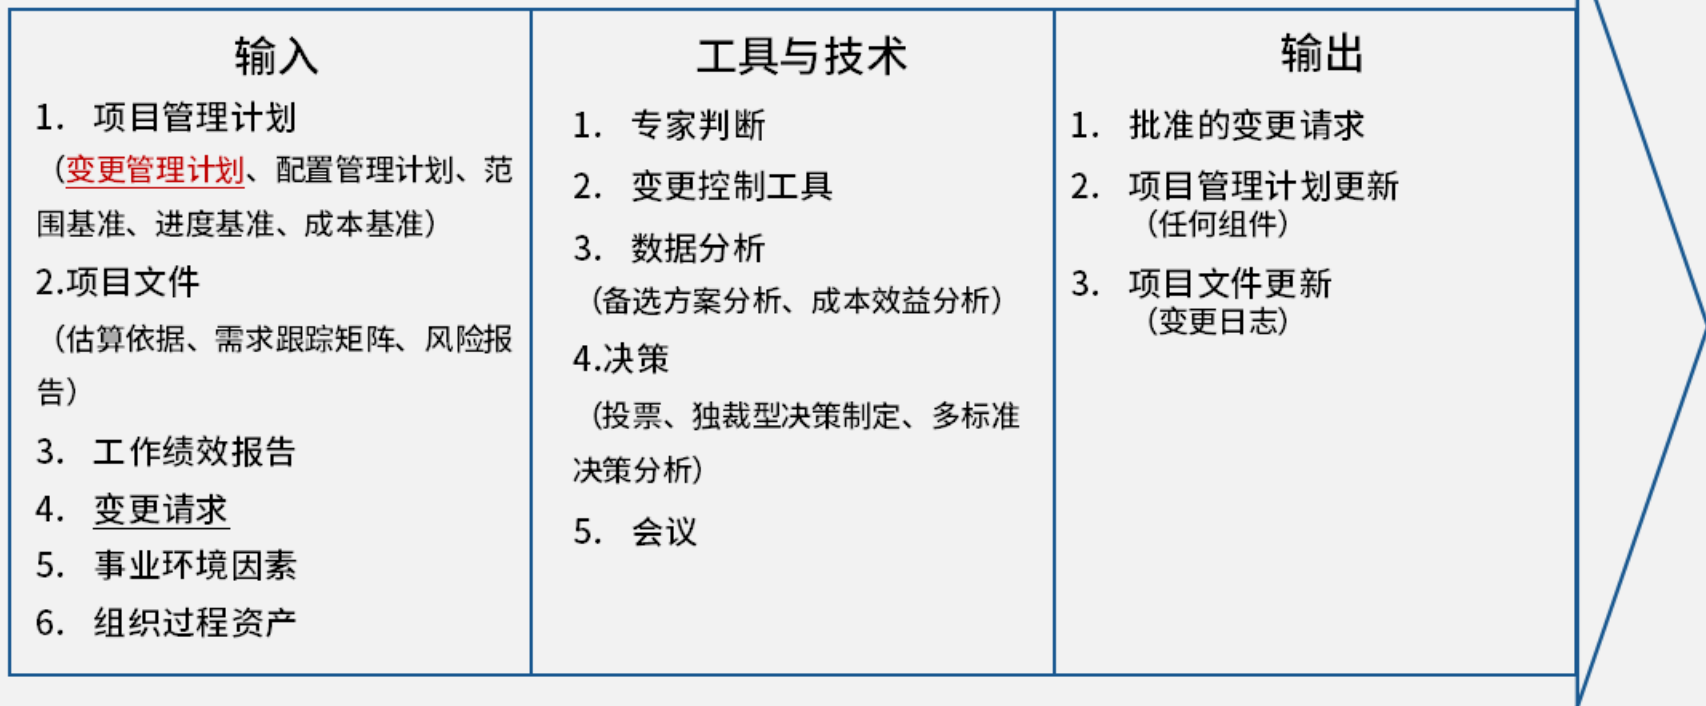 输入
1. 项目管理计划
（变更管理计划、配置管理计划、范
围基准、进度基准、成本基准）
2.项目文件
（估算依据、需求跟踪矩阵、风险报
告）
3. 工作绩效报告
4. 变更请求
5. 事业环境因素
6. 组织过程资产
工具与技术
1. 专家判断
2. 变更控制工具
3. 数据分析
（备选方案分析、成本效益分析）
4.决策
（投票、独裁型决策制定、多标准
决策分析）
5. 会议
输出
1. 批准的变更请求
2. 项目管理计划更新
（任何组件）
3. 项目文件更新
（变更日志）